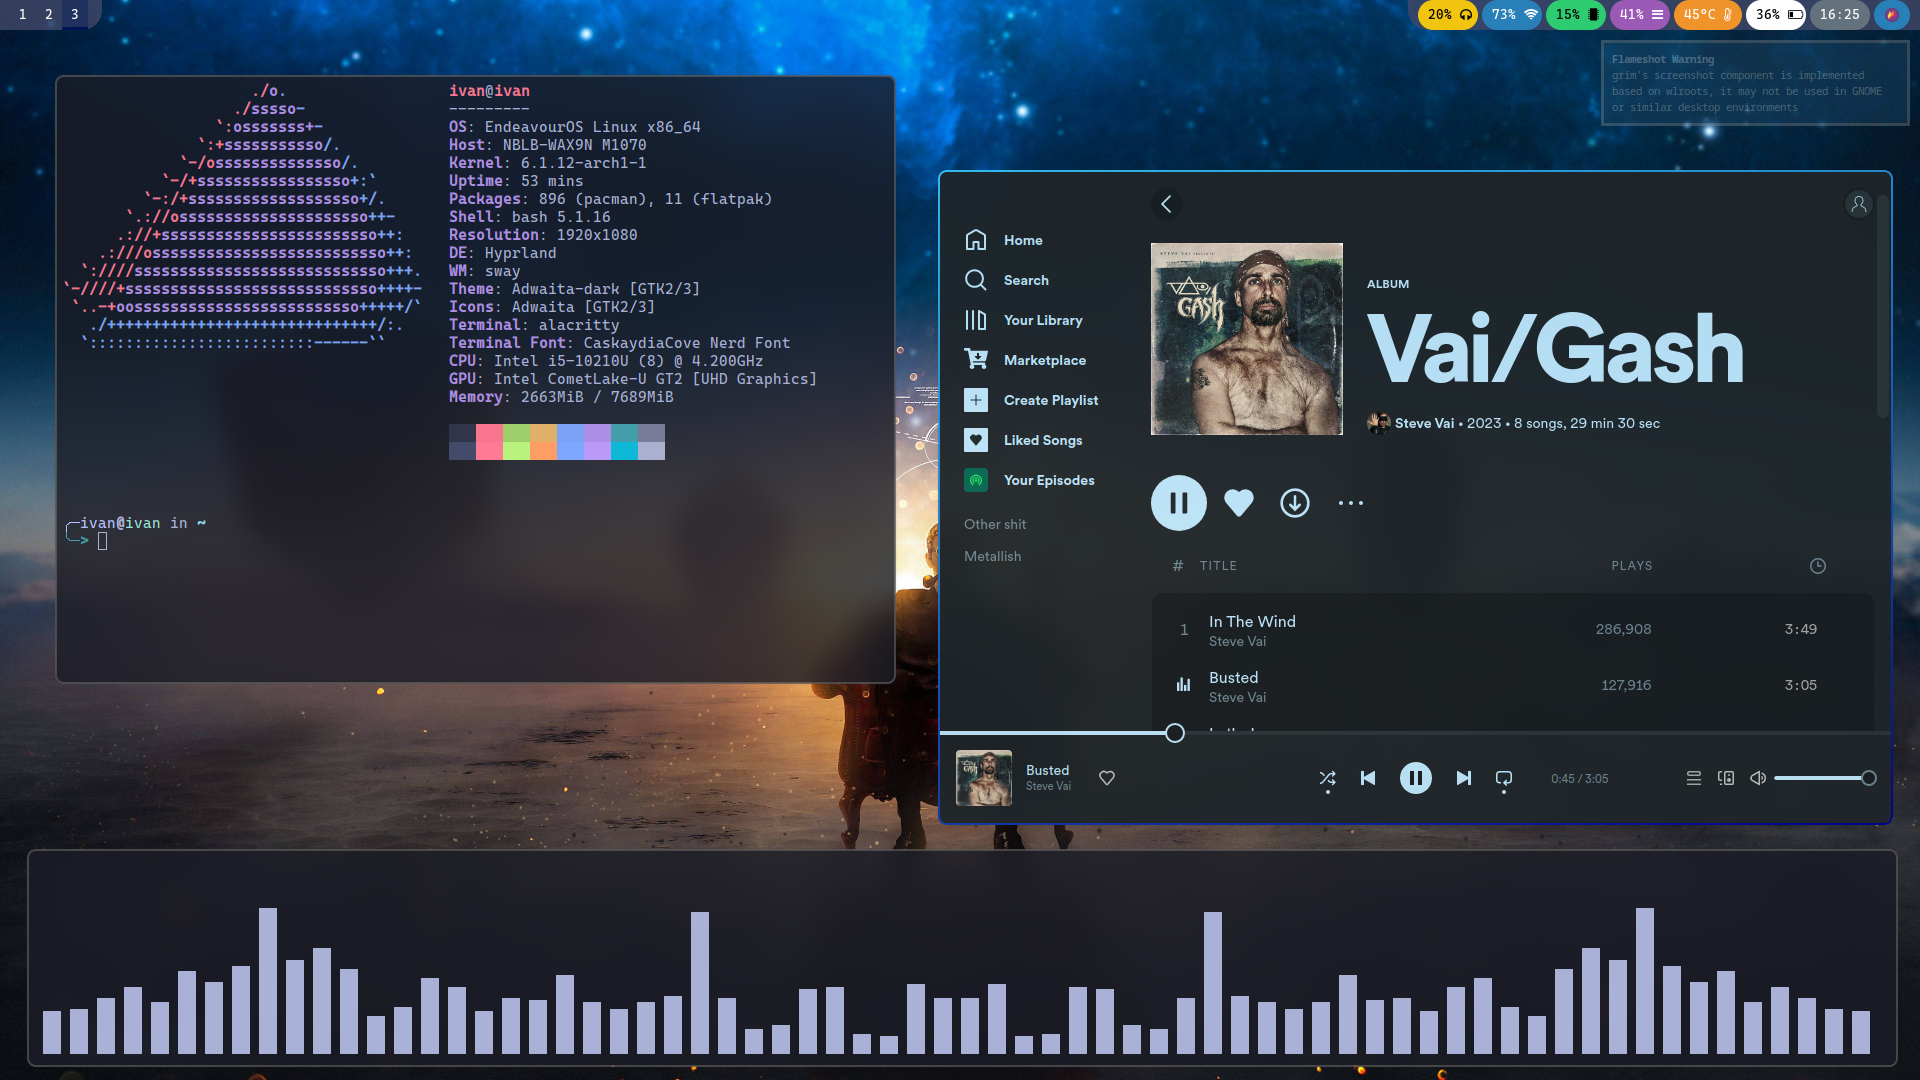 1 2 3
20% 73% 15% 41% 45°C 36% 16:25
Flameshot Warning
grim's screenshot component is implemented
based on wlroots, it may not be used in GNOME
or similar desktop environments
./o.
./sssso-
`:osssssss+-
`:+sssssssssso/.
`-/ossssssssssssso/.
`-/+sssssssssssssssso+:`
`-:/+sssssssssssssssssso+/.
`.://osssssssssssssssssssso++-
.://+ssssssssssssssssssssssso++:
.:///ossssssssssssssssssssssssso++:
`:////ssssssssssssssssssssssssssso+++.
`-////+ssssssssssssssssssssssssssso++++-
`..-+oosssssssssssssssssssssssso+++++/`
./++++++++++++++++++++++++++++++/:.
`:::::::::::::::::::::::::------``
ivan@ivan
---------
OS: EndeavourOS Linux x86_64
Host: NBLB-WAX9N M1070
Kernel: 6.1.12-arch1-1
Uptime: 53 mins
Packages: 896 (pacman), 11 (flatpak)
Shell: bash 5.1.16
Resolution: 1920x1080
DE: Hyprland
WM: sway
Theme: Adwaita-dark [GTK2/3]
Icons: Adwaita [GTK2/3]
Terminal: alacritty
Terminal Font: CaskaydiaCove Nerd Font
CPU: Intel i5-10210U (8) @ 4.200GHz
GPU: Intel CometLake-U GT2 [UHD Graphics]
Memory: 2663MiB / 7689MiB
ivan@ivan in ~
>
Home
Search
Your Library
Marketplace
Create Playlist
Liked Songs
Your Episodes
Other shit
Metallish
VAI
GASH
ALBUM
Vai/Gash
Steve Vai • 2023 • 8 songs, 29 min 30 sec
# TITLE PLAYS
1 In The Wind 286,908 3:49
Steve Vai
Busted 127,916 3:05
Steve Vai
Busted
Steve Vai
0:45 / 3:05